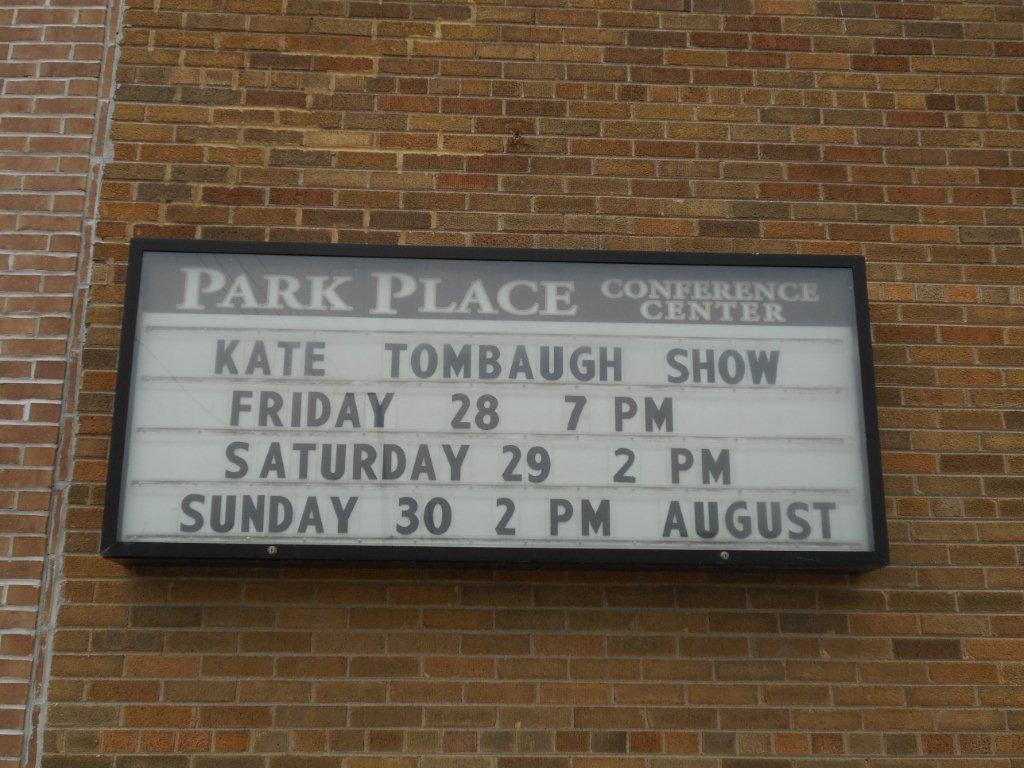 PARK PLACE CONFERENCE CENTER
KATE TOMBAUGH SHOW
FRIDAY 28 7 PM
SATURDAY 29 2 PM
SUNDAY 30 2 PM AUGUST